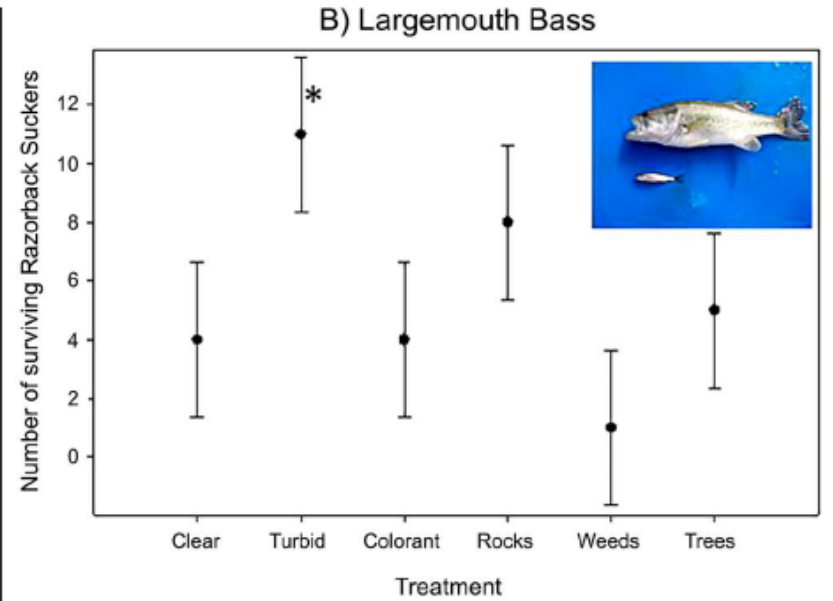 B) Largemouth Bass
Number of surviving Razorback Suckers
12
10
8
6
4
2
0
*
Clear Turbid Colorant Rocks Weeds Trees
Treatment